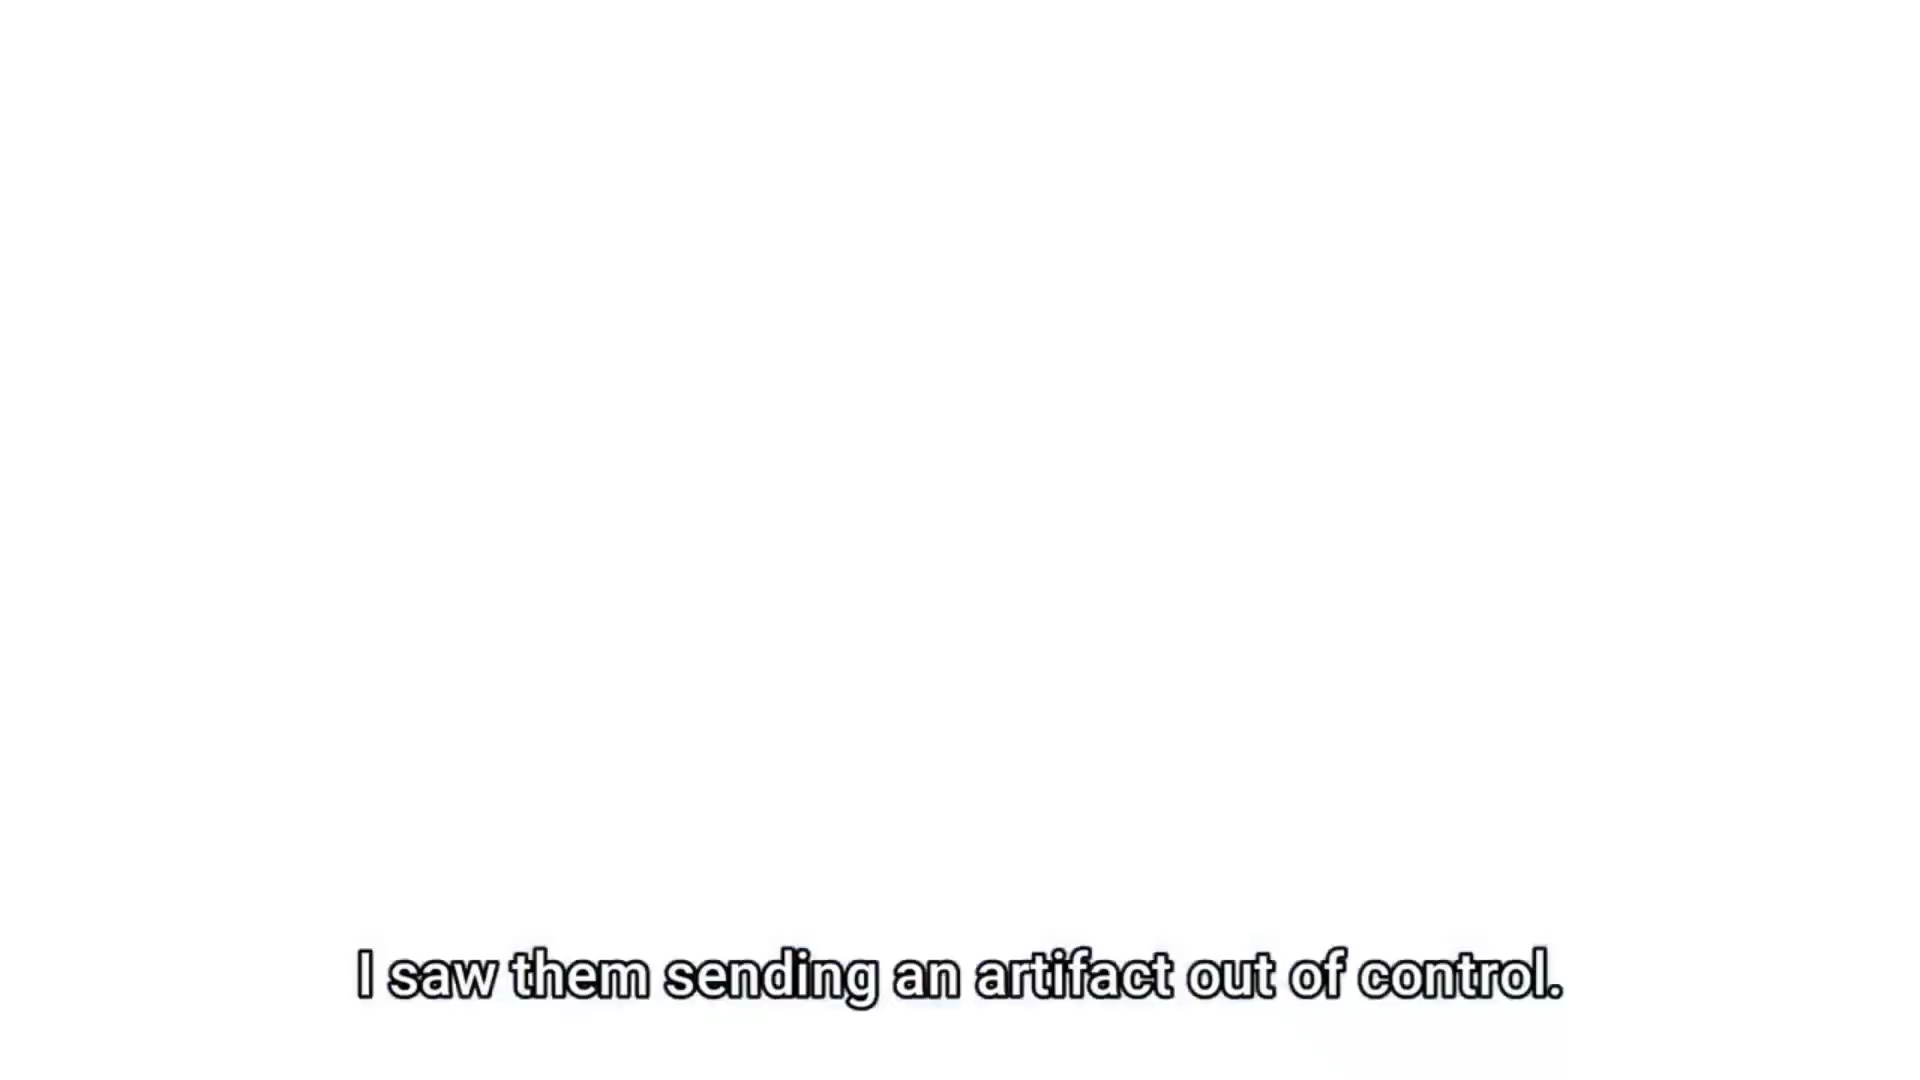 I saw them sending an artifact out of control.